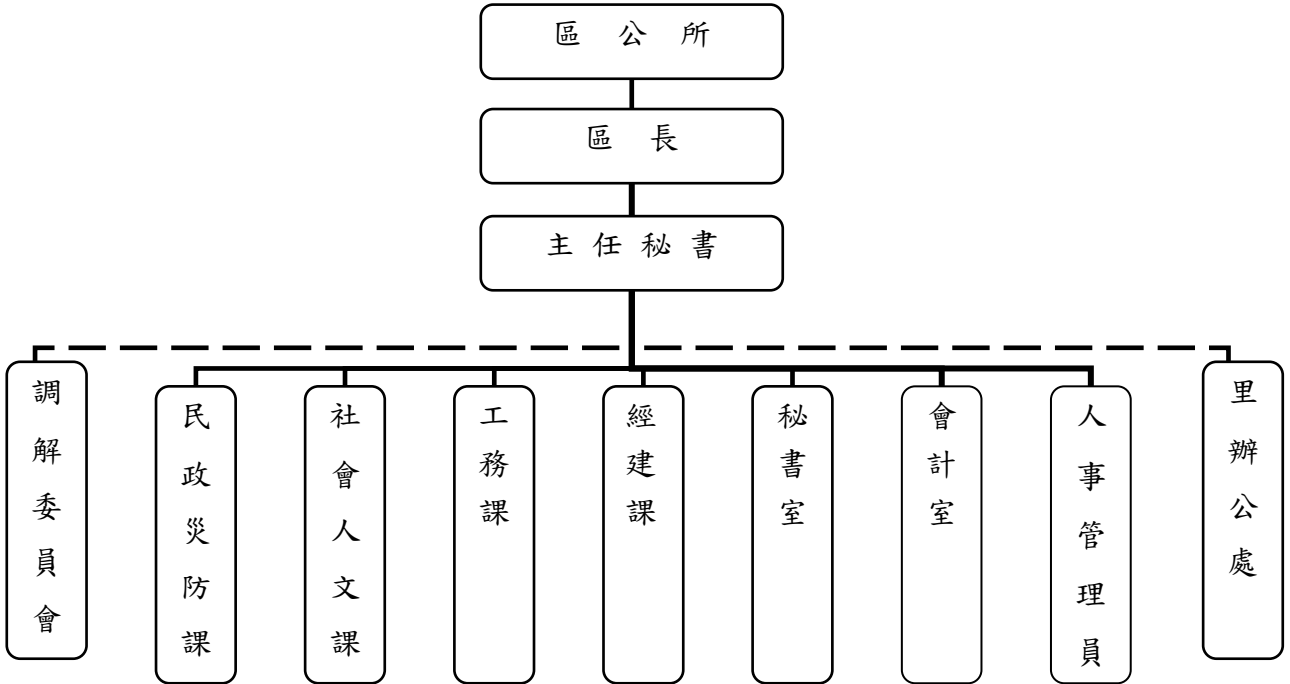 區公所
區長
主任秘書
調解委員會
民政災防課
社會人文課
工務課
經建課
秘書室
會計室
人事管理員
里辦公處